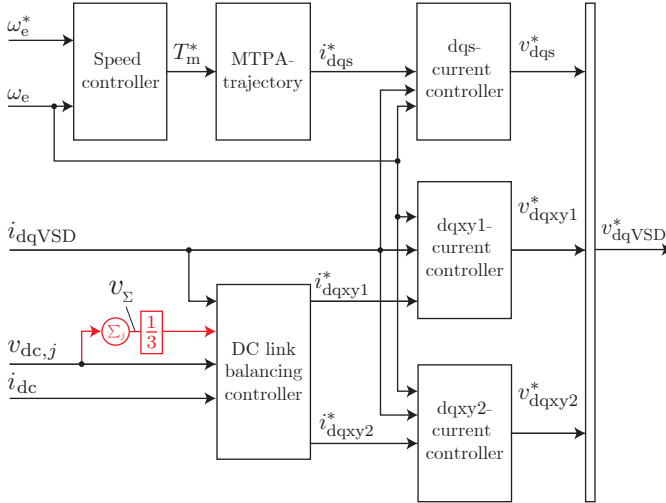 ω*e
Speed controller
T*m
MTPA-
trajectory
i*dqs
dqs-
current
controller
v*dqs
ωe
idqVSD
dqxy1-
current
controller
v*dqxy1
v*dqVSD
i*dqxy1
vΣ
Σj
1/3
vdc,j
idc
DC link
balancing
controller
i*dqxy2
dqxy2-
current
controller
v*dqxy2